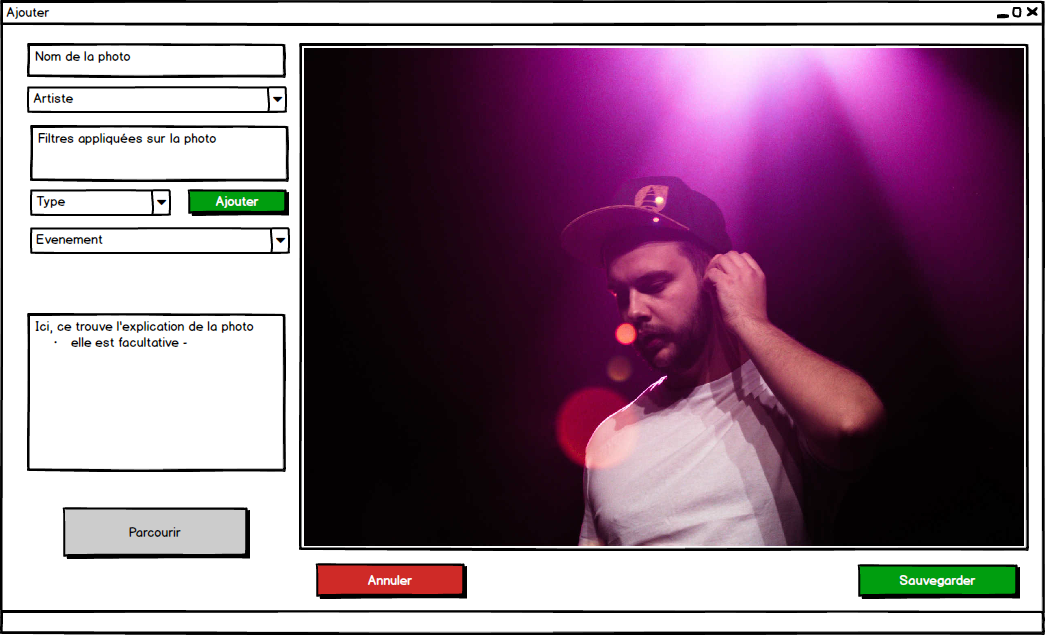 Ajouter
Nom de la photo
Artiste
Filtres appliquées sur la photo
Type
Ajouter
Evenement
Ici, ce trouve l'explication de la photo
· elle est facultative -
Parcourir
Annuler
Sauvegarder